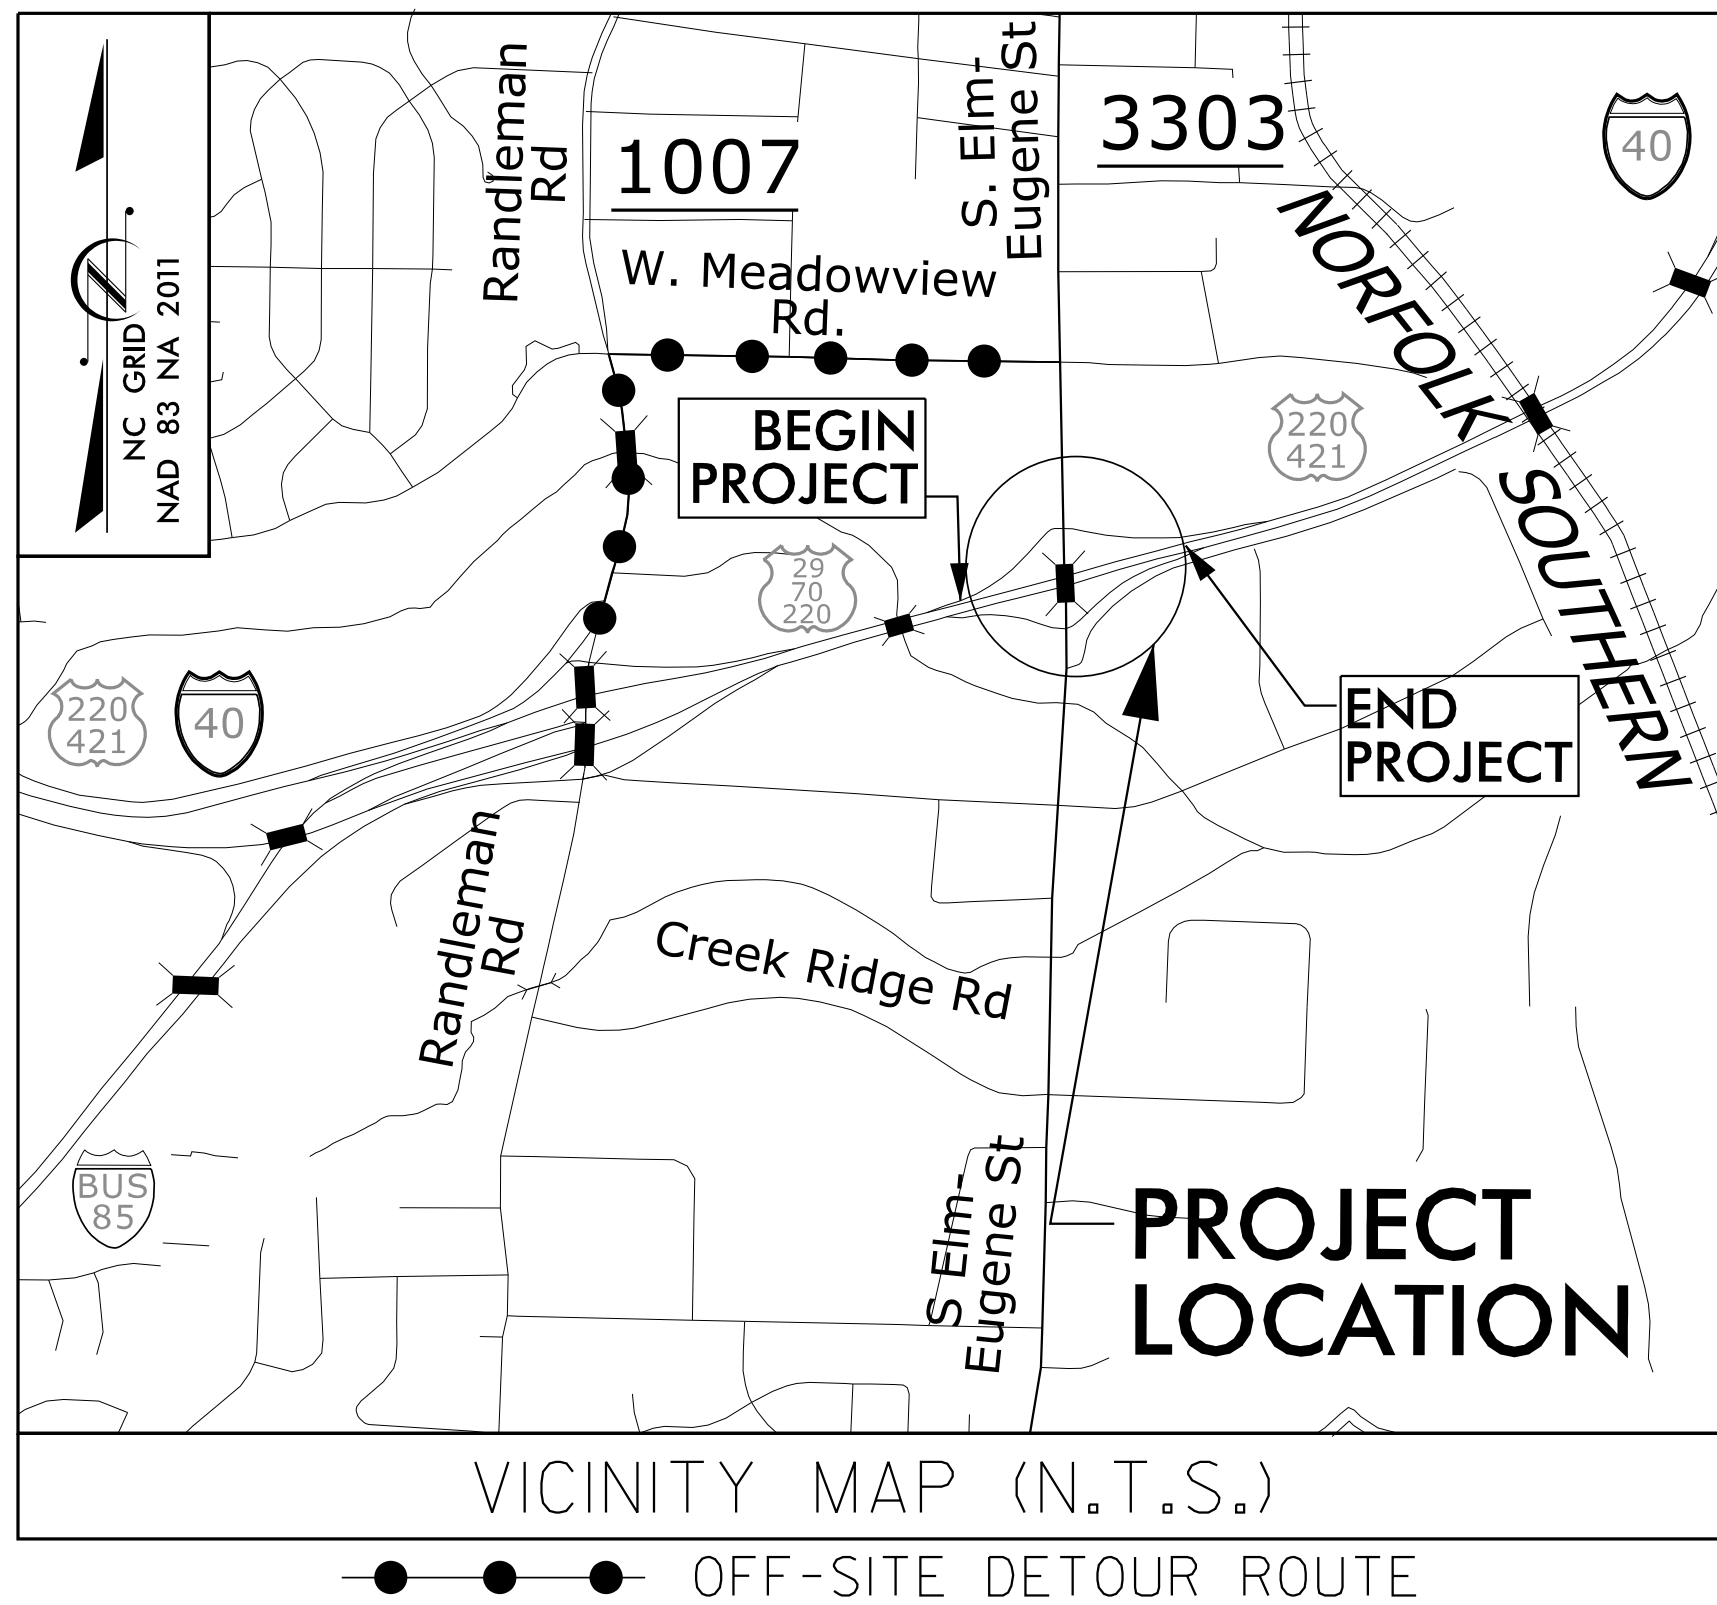 NC GRID
NAD 83 NA 2011
N
Randleman
Rd
1007
S. Elm-
Eugene St
3303
40
NORFOLK
SOUTHERN
W. Meadowview
Rd.
BEGIN
PROJECT
220
421
29
70
220
220
421
40
END
PROJECT
Randleman
Rd
Creek Ridge Rd
BUS
85
S Elm-
Eugene St
PROJECT
LOCATION
VICINITY MAP (N.T.S.)
OFF-SITE DETOUR ROUTE